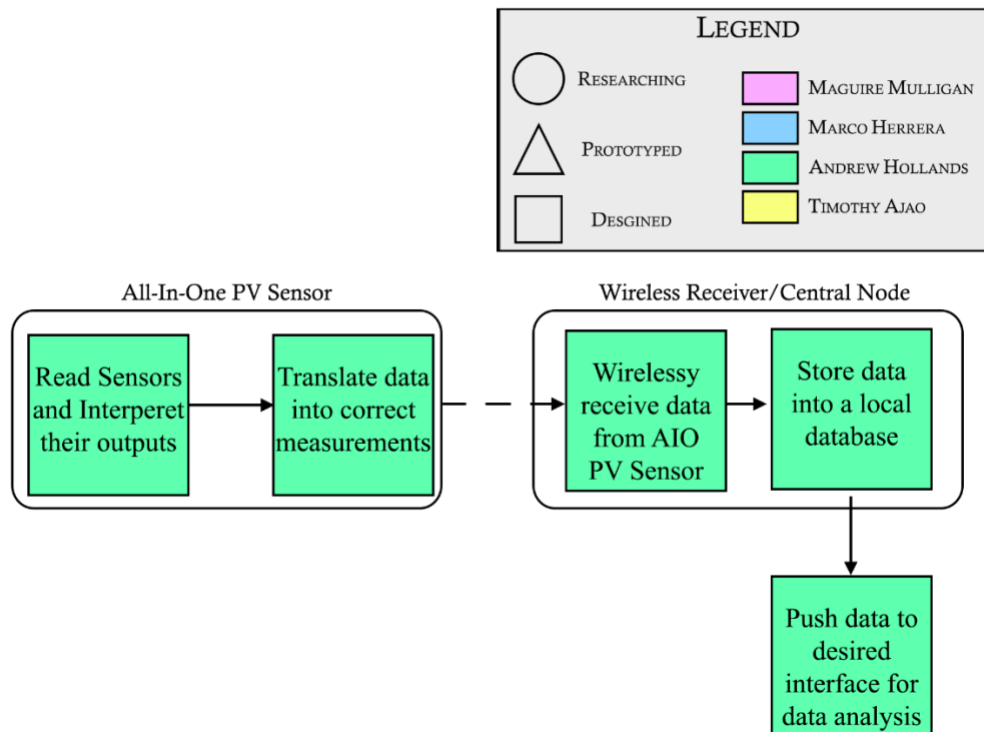 LEGEND
RESEARCHING
PROTOTYPED
DESGINED
MAGUIRE MULLIGAN
MARCO HERRERA
ANDREW HOLLANDS
TIMOTHY AJAO
All-In-One PV Sensor
Read Sensors
and Interperet
their outputs
Translate data
into correct
measurements
Wireless Receiver/Central Node
Wirelessy
receive data
from AIO
PV Sensor
Store data
into a local
database
Push data to
desired
interface for
data analysis